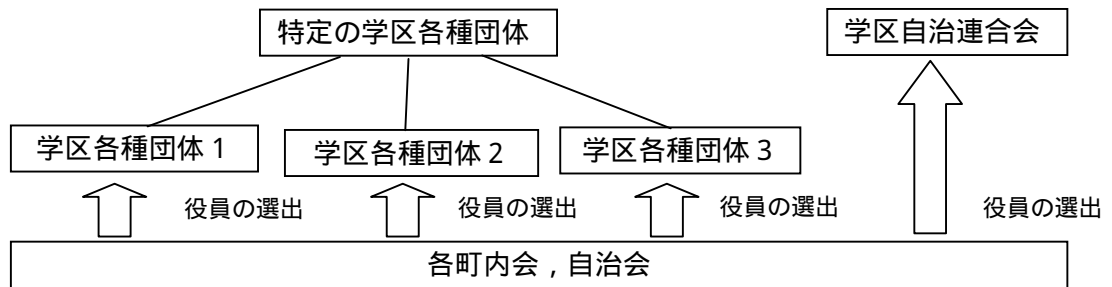 特定の学区各種団体
学区自治連合会
学区各種団体1
学区各種団体2
学区各種団体3
役員の選出
役員の選出
役員の選出
役員の選出
各町内会,自治会